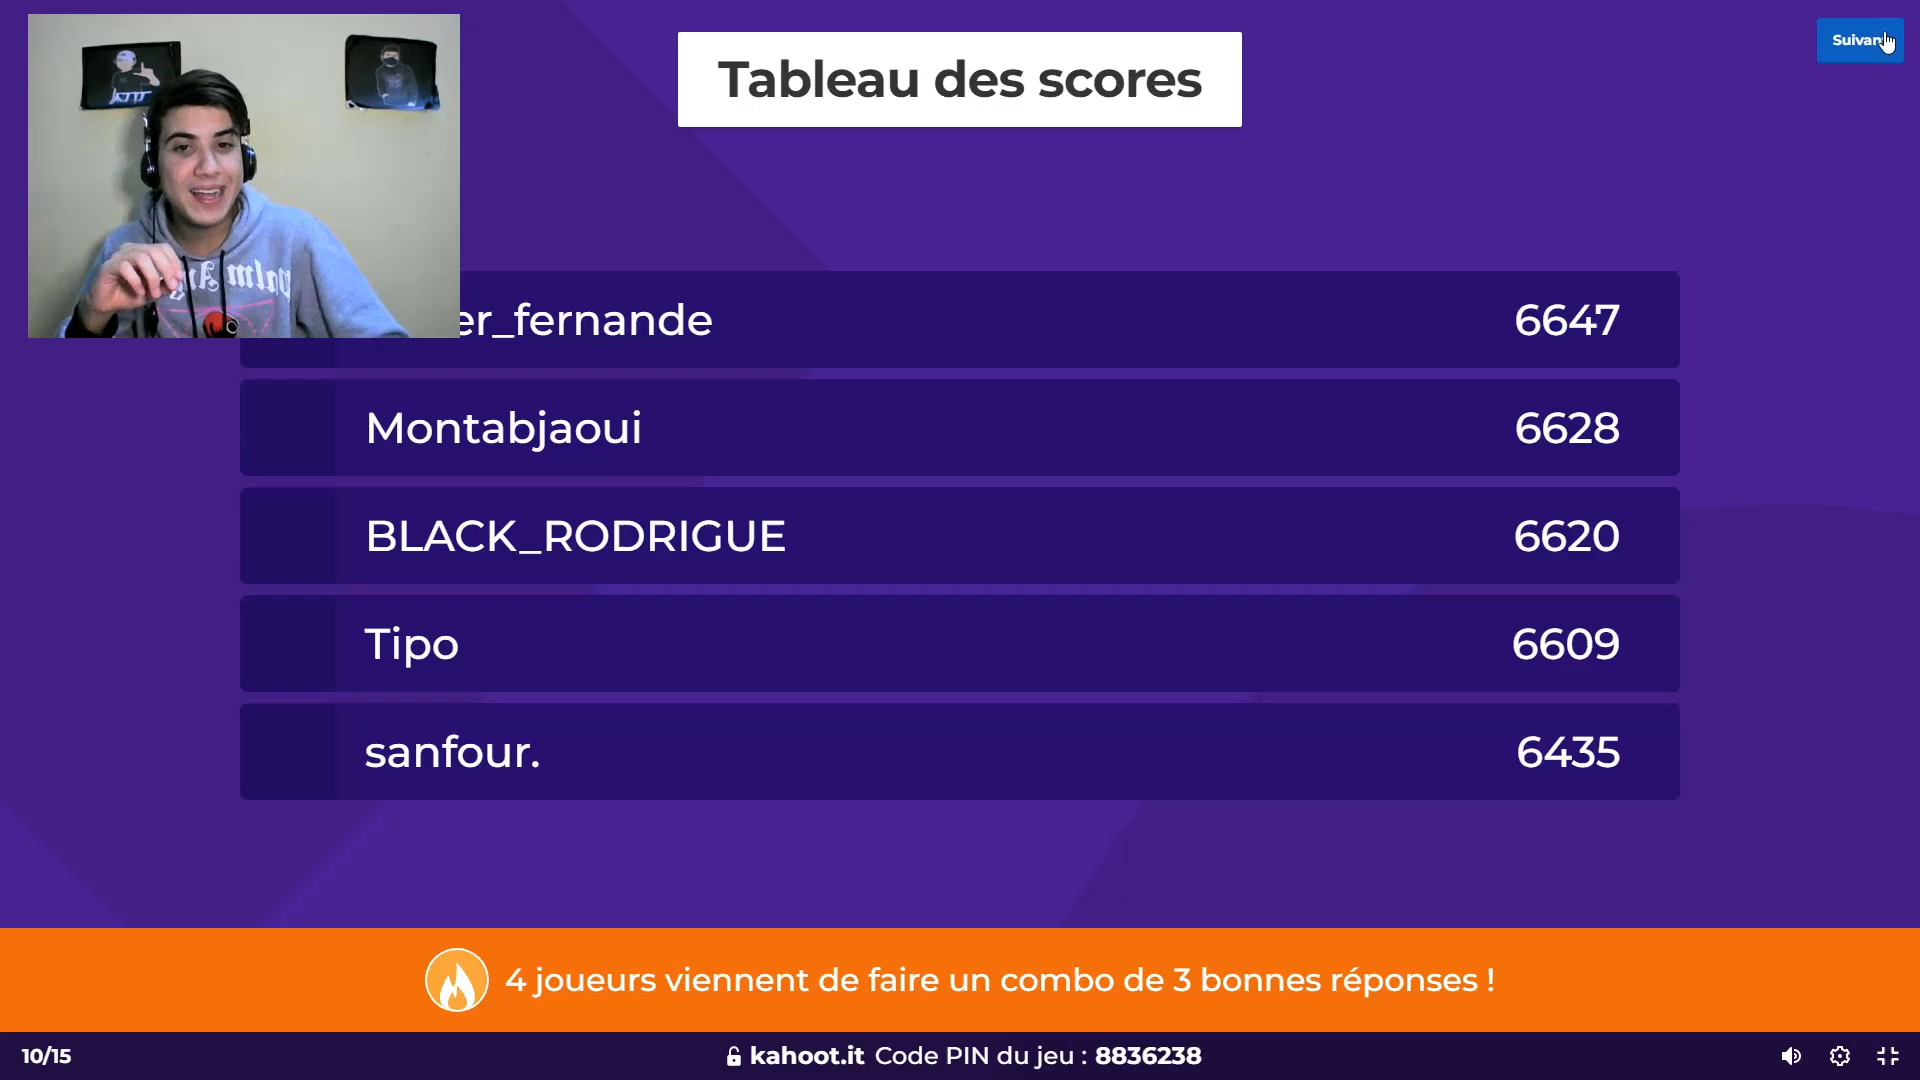 Suivant
Tableau des scores
er_fernande 6647
Montabjaoui 6628
BLACK_RODRIGUE 6620
Tipo 6609
sanfour. 6435
4 joueurs viennent de faire un combo de 3 bonnes réponses !
10/15
kahoot.it Code PIN du jeu : 8836238